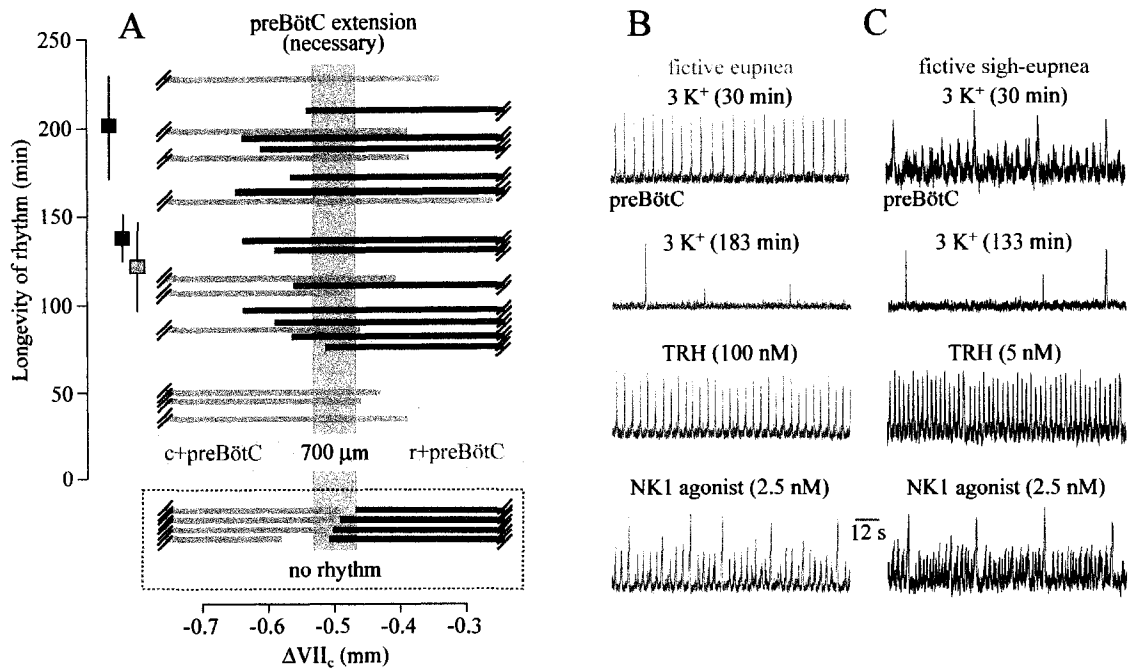 A
preBötC extension
(necessary)
Longevity of rhythm (min)
250
200
150
100
50
0
c+preBötC
700 µm
r+preBötC
no rhythm
-0.7
-0.6
-0.5
-0.4
-0.3
ΔVIIc (mm)
B
fictive eupnea
3 K⁺ (30 min)
preBötC
3 K⁺ (183 min)
TRH (100 nM)
NK1 agonist (2.5 nM)
12 s
C
fictive sigh-eupnea
3 K⁺ (30 min)
preBötC
3 K⁺ (133 min)
TRH (5 nM)
NK1 agonist (2.5 nM)